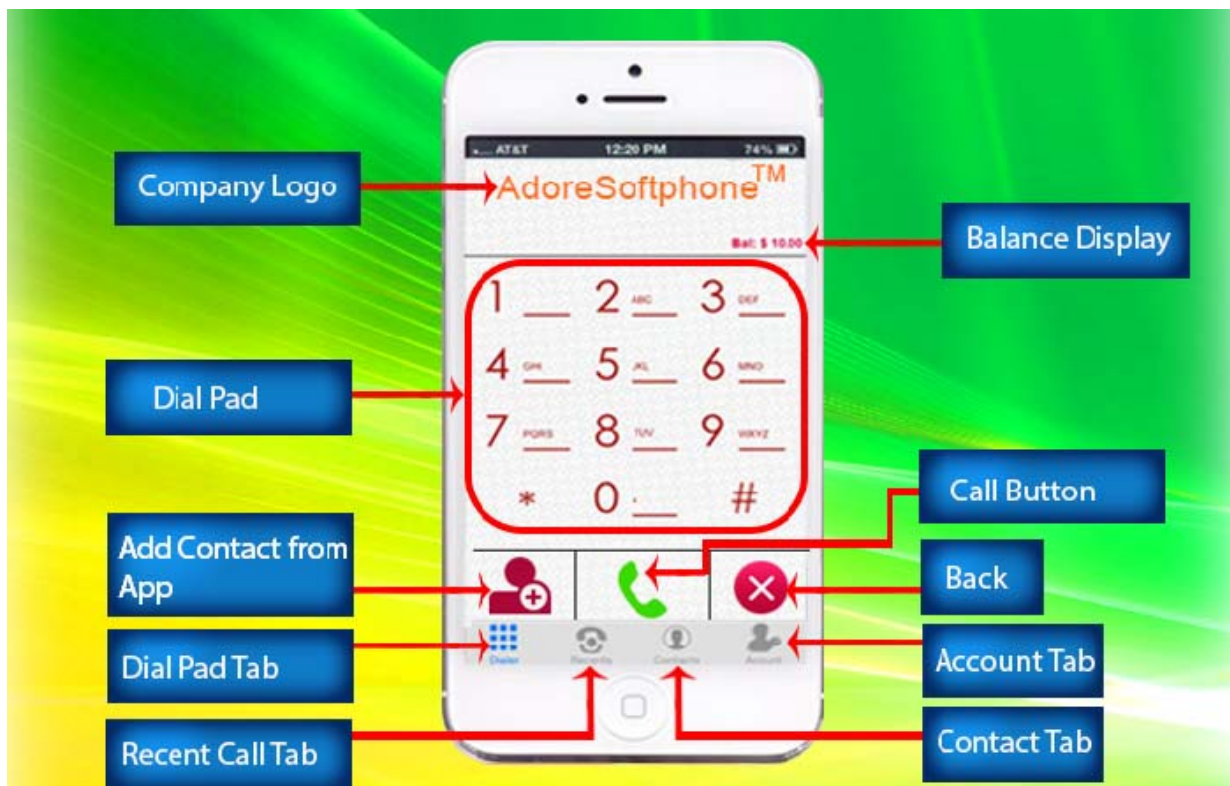 AT&T 12:20 PM 74%
Company Logo
AdoreSoftphone™
Balance Display
Bal: $ 10.00
1 2 ABC 3 DEF
Dial Pad
4 GHI 5 JKL 6 MNO
7 PQRS 8 TUV 9 WXYZ
* 0 #
Call Button
Add Contact from
App
Back
Dial Pad Tab
Dialer Recents Contacts Account
Account Tab
Recent Call Tab
Contact Tab